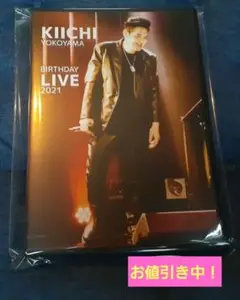 KIICHI
YOKOYAMA
BIRTHDAY
LIVE
2021
お値引き中！